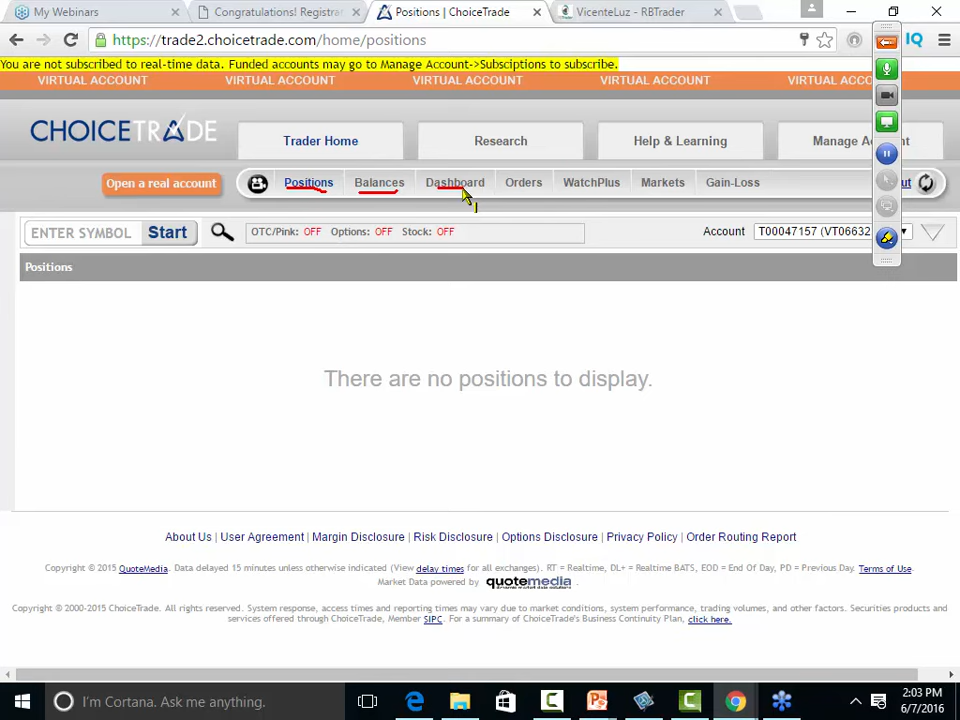 My Webinars
Congratulations! Registra
Positions | ChoiceTrade
VicenteLuz - RBTrader
https://trade2.choicetrade.com/home/positions
IQ
You are not subscribed to real-time data. Funded accounts may go to Manage Account->Subsciptions to subscribe.
VIRTUAL ACCOUNT VIRTUAL ACCOUNT VIRTUAL ACCOUNT VIRTUAL ACCOUNT VIRTUAL ACCO
CHOICETRADE
Trader Home Research Help & Learning Manage Ac unt
Open a real account Positions Balances Dashboard Orders WatchPlus Markets Gain-Loss ut
ENTER SYMBOL Start OTC/Pink: OFF Options: OFF Stock: OFF Account T00047157 (VT06632
Positions
There are no positions to display.
About Us | User Agreement | Margin Disclosure | Risk Disclosure | Options Disclosure | Privacy Policy | Order Routing Report
Copyright © 2015 QuoteMedia. Data delayed 15 minutes unless otherwise indicated (View delay times for all exchanges). RT = Realtime, DL+ = Realtime BATS, EOD = End Of Day, PD = Previous Day. Terms of Use.
Market Data powered by quotemedia .
Copyright © 2000-2015 ChoiceTrade. All rights reserved. System response, access times and reporting times may vary due to market conditions, system performance, trading volumes, and other factors. Securities products and
services offered through ChoiceTrade, Member SIPC. For a summary of ChoiceTrade's Business Continuity Plan, click here.
I'm Cortana. Ask me anything.
2:03 PM
6/7/2016